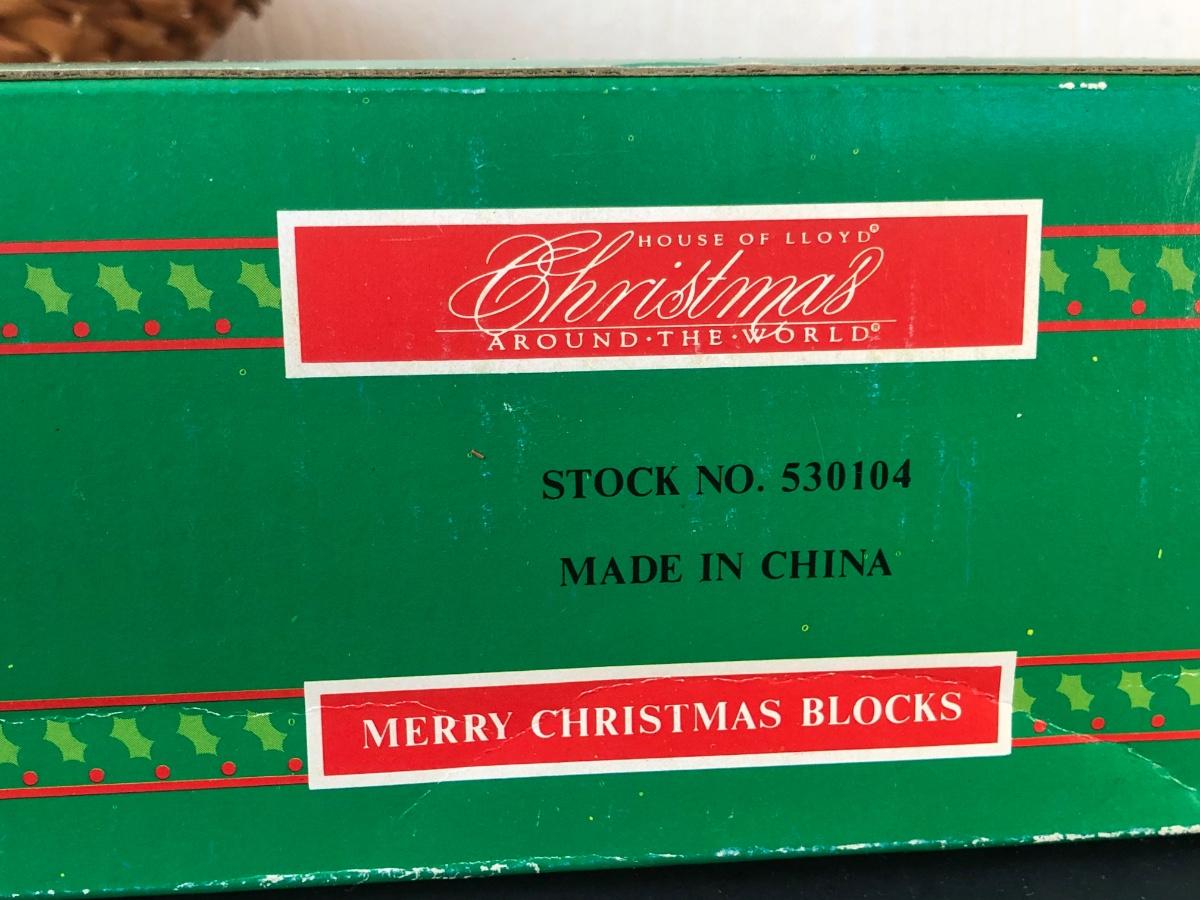 HOUSE OF LLOYD®
Christmas
AROUND·THE·WORLD®
STOCK NO. 530104
MADE IN CHINA
MERRY CHRISTMAS BLOCKS